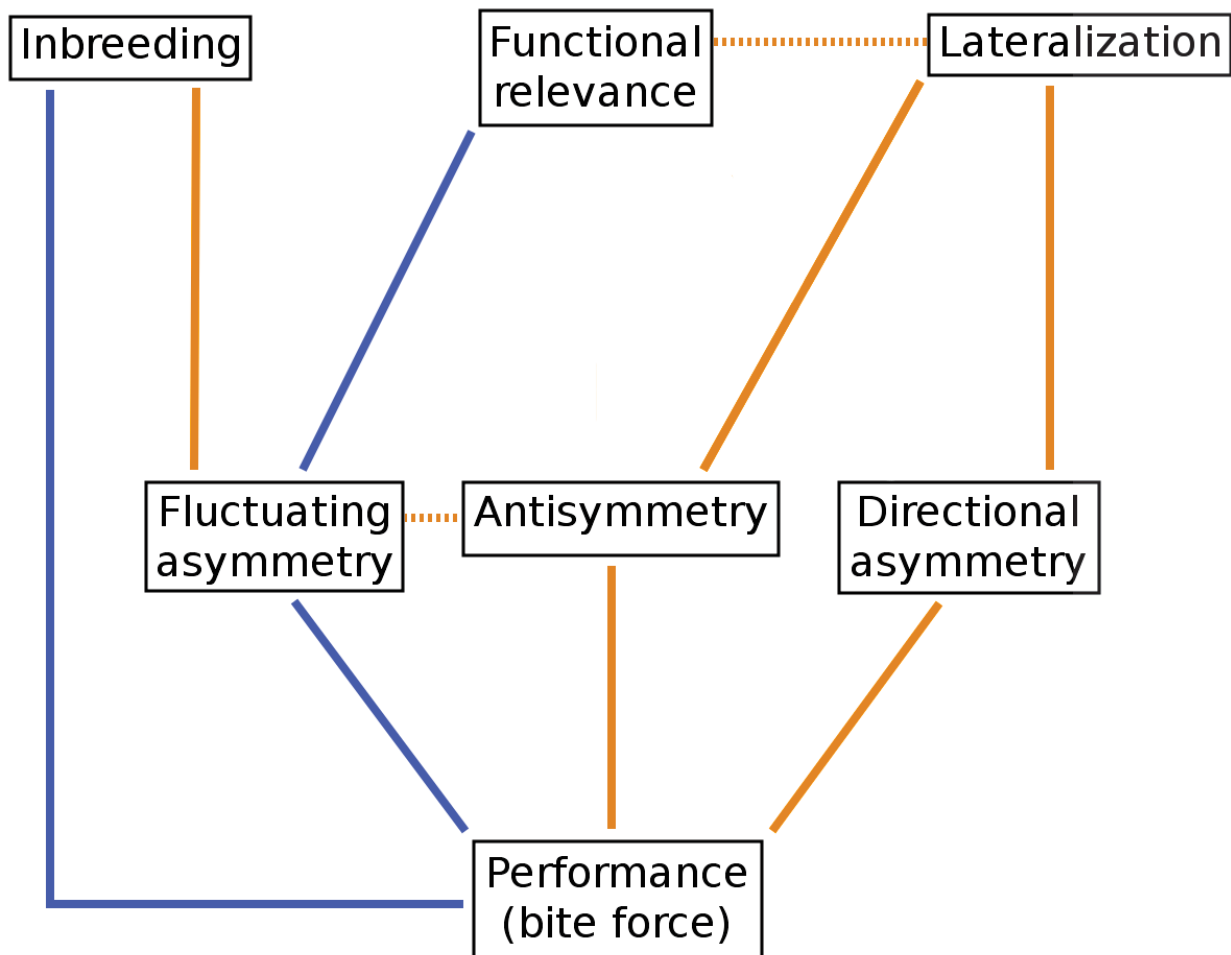 Inbreeding
Functional
relevance
Lateralization
Fluctuating
asymmetry
Antisymmetry
Directional
asymmetry
Performance
(bite force)